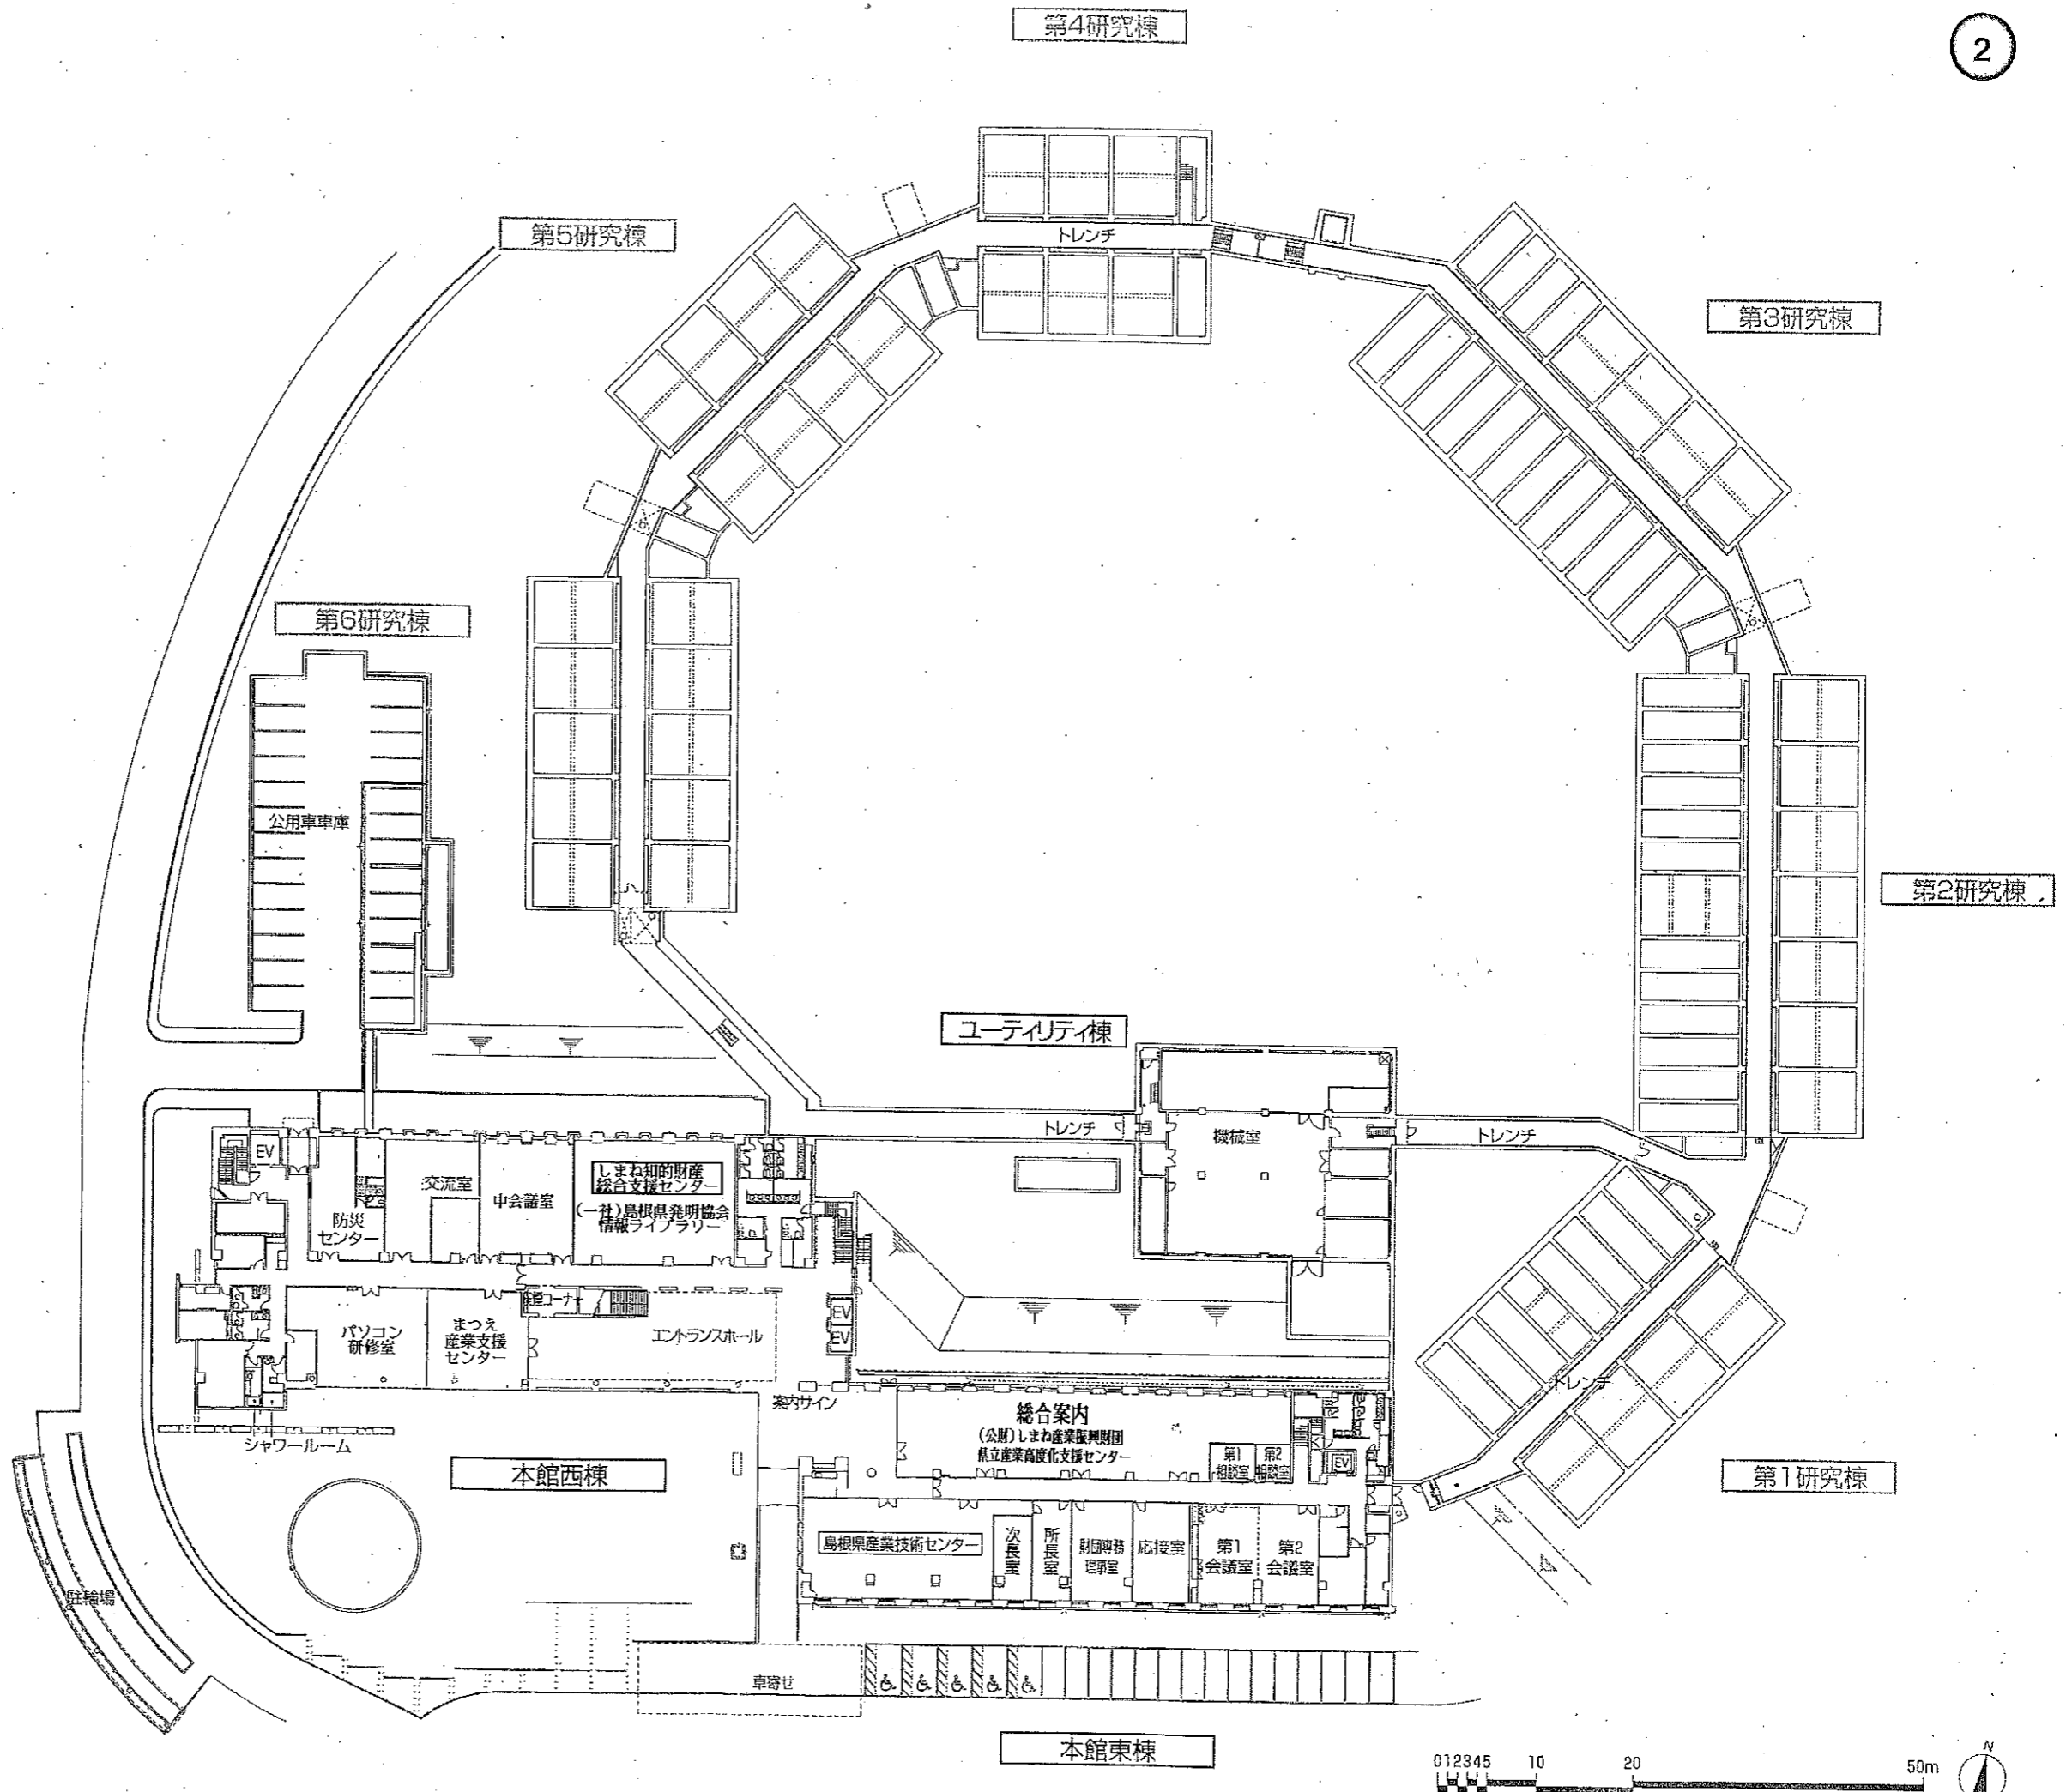 第4研究棟
2
第5研究棟
トレンチ
第3研究棟
第6研究棟
公用車車庫
第2研究棟
ユーティリティ棟
トレンチ
機械室
トレンチ
EV
交流室
中会議室
しまね知的財産
総合支援センター
(一社)島根県発明協会
情報ライブラリー
防災
センター
パソコン
研修室
まつえ
産業支援
センター
コーナー
エントランスホール
EV
EV
トレンチ
案内サイン
総合案内
(公財)しまね産業振興財団
県立産業高度化支援センター
第1
相談室
第2
相談室
EV
シャワールーム
本館西棟
第1研究棟
島根県産業技術センター
次長室
所長室
財団専務
理事室
応接室
第1
会議室
第2
会議室
駐輪場
車寄せ
本館東棟
012345 10 20 50m
N